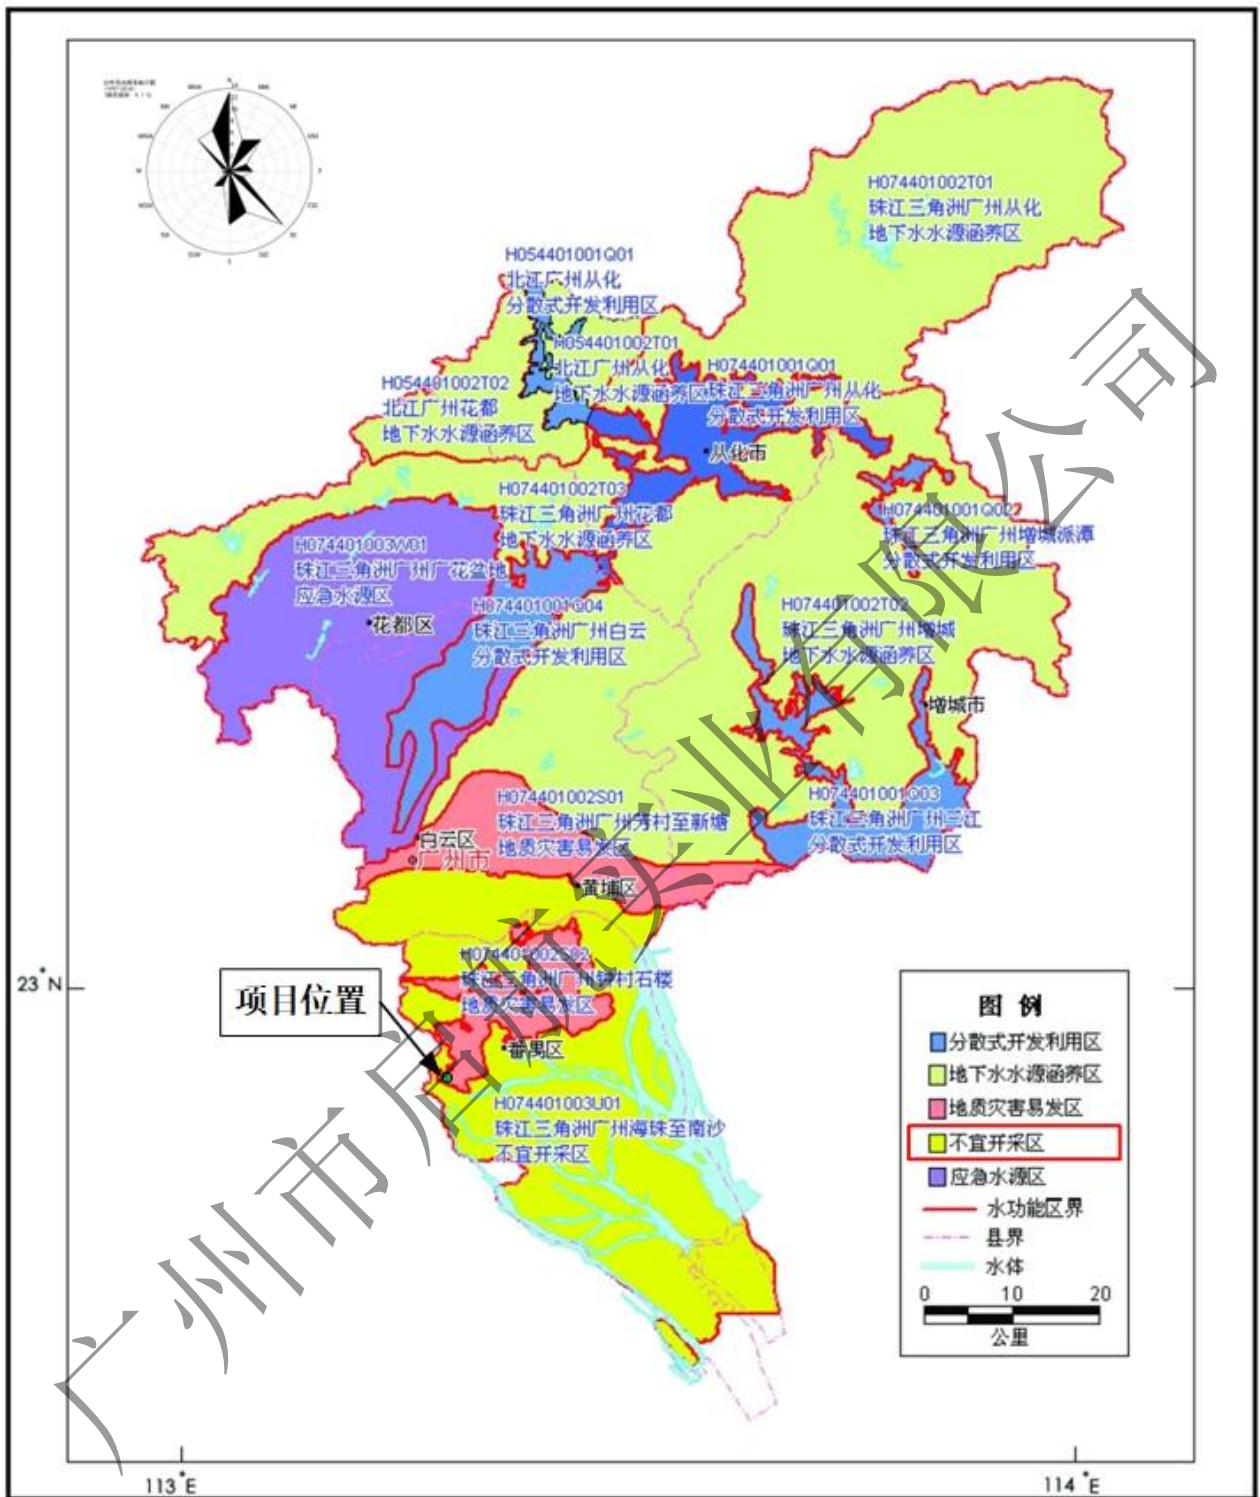 H074401002T01
珠江三角洲广州从化
地下水水源涵养区
H054401001Q01
北江广州从化
分散式开发利用区
H054401002T01
北江广州从化
地下水水源涵养区
H074401001Q01
珠江三角洲广州从化
分散式开发利用区
H054401002T02
北江广州花都
地下水水源涵养区
从化市
H074401002T03
珠江三角洲广州花都
地下水水源涵养区
H074401001Q02
珠江三角洲广州增城派潭
分散式开发利用区
H074401003W01
珠江三角洲广州广花盆地
应急水源区
花都区
H074401001Q04
珠江三角洲广州白云
分散式开发利用区
H074401002T02
珠江三角洲广州增城
地下水水源涵养区
增城市
H074401002S01
珠江三角洲广州芳村至新塘
地质灾害易发区
H074401001Q03
珠江三角洲广州三江
分散式开发利用区
白云区
广州市
黄埔区
H074401002S02
珠江三角洲广州钟村石楼
地质灾害易发区
23°N
项目位置
番禺区
H074401003U01
珠江三角洲广州海珠至南沙
不宜开采区
图 例
分散式开发利用区
地下水水源涵养区
地质灾害易发区
不宜开采区
应急水源区
水功能区界
县界
水体
0 10 20
公里
113°E
114°E
广州市启航实业有限公司